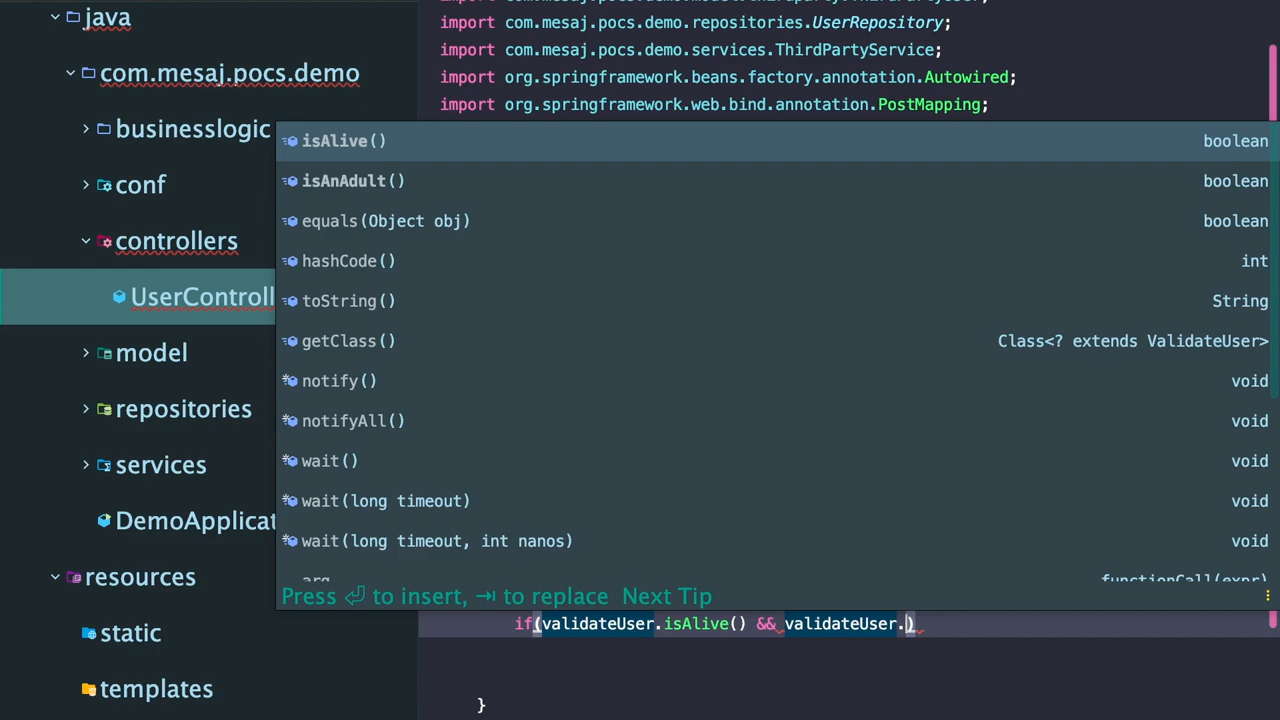 java
com.mesaj.pocs.demo
businesslogic
conf
controllers
UserControll
model
repositories
services
DemoApplicat
resources
static
templates
import com.mesaj.pocs.demo.repositories.UserRepository;
import com.mesaj.pocs.demo.services.ThirdPartyService;
import org.springframework.beans.factory.annotation.Autowired;
import org.springframework.web.bind.annotation.PostMapping;
isAlive() boolean
isAnAdult() boolean
equals(Object obj) boolean
hashCode() int
toString() String
getClass() Class<? extends ValidateUser>
notify() void
notifyAll() void
wait() void
wait(long timeout) void
wait(long timeout, int nanos) void
arg functionCall(expr)
Press ⏎ to insert, ⇥ to replace Next Tip
if(validateUser.isAlive() && validateUser.)
}